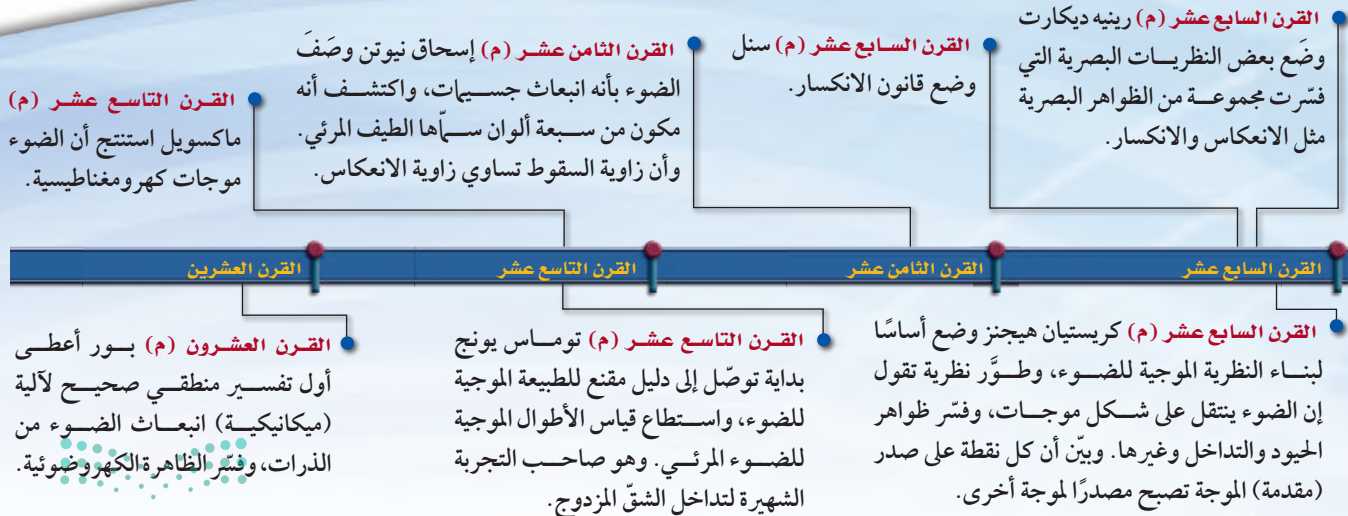 القرن السابع عشر (م) رينيه ديكارت
وضَع بعض النظريات البصرية التي
فسّرت مجموعة من الظواهر البصرية
مثل الانعكاس والانكسار.
القرن السابع عشر (م) سنل
وضع قانون الانكسار.
القرن الثامن عشر (م) إسحاق نيوتن وصَفَ
الضوء بأنه انبعاث جسيمات، واكتشف أنه
مكون من سبعة ألوان سمّاها الطيف المرئي.
وأن زاوية السقوط تساوي زاوية الانعكاس.
القرن التاسع عشر (م)
ماكسويل استنتج أن الضوء
موجات كهرومغناطيسية.
القرن السابع عشر
القرن الثامن عشر
القرن التاسع عشر
القرن العشرين
القرن السابع عشر (م) كريستيان هيجنز وضع أساسًا
لبناء النظرية الموجية للضوء، وطوَّر نظرية تقول
إن الضوء ينتقل على شكل موجات، وفسّر ظواهر
الحيود والتداخل وغيرها. وبيّن أن كل نقطة على صدر
(مقدمة) الموجة تصبح مصدرًا لموجة أخرى.
القرن التاسع عشر (م) توماس يونج
بداية توصّل إلى دليل مقنع للطبيعة الموجية
للضوء، واستطاع قياس الأطوال الموجية
للضوء المرئي. وهو صاحب التجربة
الشهيرة لتداخل الشقّ المزدوج.
القرن العشرون (م) بور أعطى
أول تفسير منطقي صحيح لآلية
(ميكانيكية) انبعاث الضوء من
الذرات، وفسّر الظاهرة الكهروضوئية.